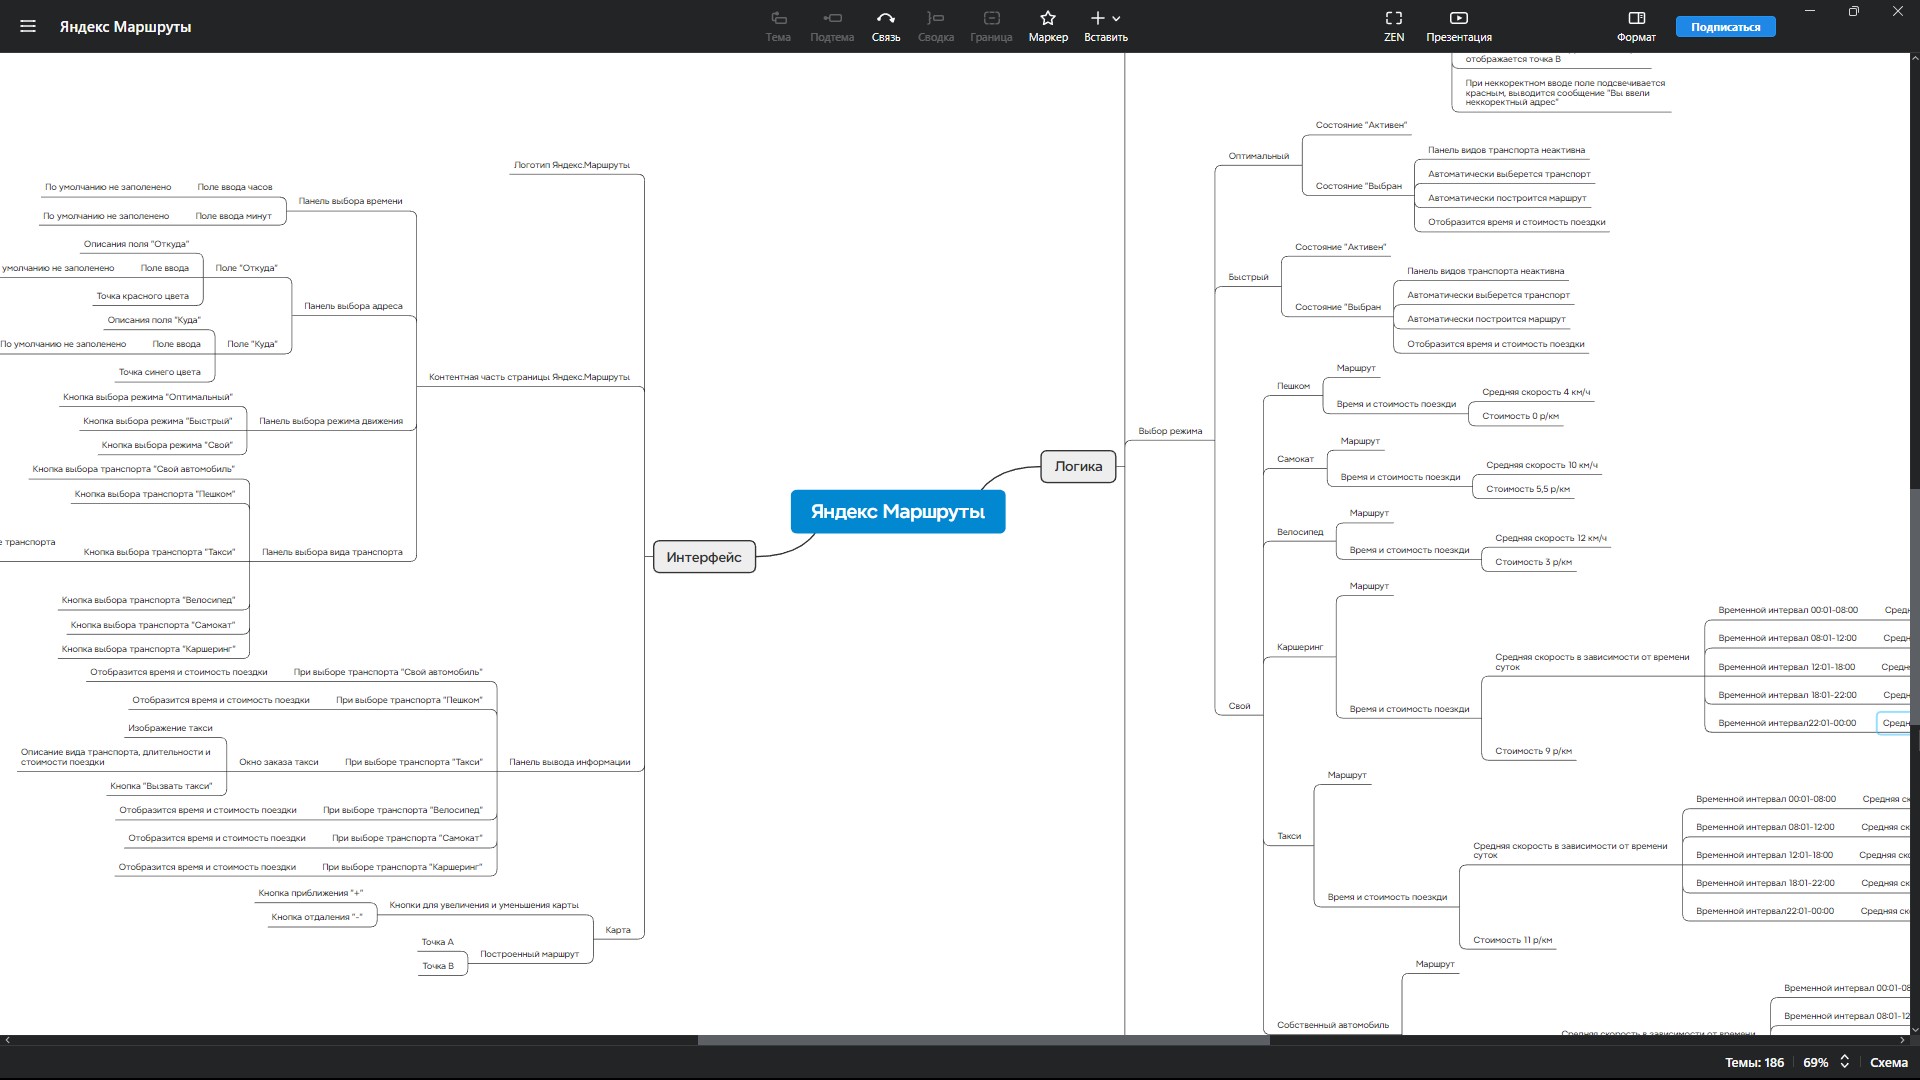 Яндекс Маршруты
Тема
Подтема
Связь
Сводка
Граница
Маркер
Вставить
ZEN
Презентация
Формат
Подписаться
отображается точка B
При неккоректном вводе поле подсвечивается
красным, выводится сообщение "Вы ввели
неккоректный адрес"
Логотип Яндекс.Маршруты
По умолчанию не заполенено
Поле ввода часов
Панель выбора времени
По умолчанию не заполенено
Поле ввода минут
Описания поля "Откуда"
умолчанию не заполенено
Поле ввода
Поле "Откуда"
Точка красного цвета
Панель выбора адреса
Описания поля "Куда"
По умолчанию не заполенено
Поле ввода
Поле "Куда"
Точка синего цвета
Контентная часть страницы Яндекс.Маршруты
Кнопка выбора режима "Оптимальный"
Кнопка выбора режима "Быстрый"
Панель выбора режима движения
Кнопка выбора режима "Свой"
Кнопка выбора транспорта "Свой автомобиль"
Кнопка выбора транспорта "Пешком"
транспорта
Кнопка выбора транспорта "Такси"
Панель выбора вида транспорта
Кнопка выбора транспорта "Велосипед"
Кнопка выбора транспорта "Самокат"
Кнопка выбора транспорта "Каршеринг"
Отобразится время и стоимость поездки
При выборе транспорта "Свой автомобиль"
Отобразится время и стоимость поездки
При выборе транспорта "Пешком"
Изображение такси
Описание вида транспорта, длительности и
стоимости поездки
Окно заказа такси
При выборе транспорта "Такси"
Панель вывода информации
Кнопка "Вызвать такси"
Отобразится время и стоимость поездки
При выборе транспорта "Велосипед"
Отобразится время и стоимость поездки
При выборе транспорта "Самокат"
Отобразится время и стоимость поездки
При выборе транспорта "Каршеринг"
Кнопка приближения "+"
Кнопка отдаления "-"
Кнопки для увеличения и уменьшения карты
Карта
Точка A
Точка B
Построенный маршрут
Интерфейс
Яндекс Маршруты
Логика
Выбор режима
Оптимальный
Состояние "Активен"
Состояние "Выбран
Панель видов транспорта неактивна
Автоматически выберется транспорт
Автоматически построится маршрут
Отобразится время и стоимость поездки
Быстрый
Состояние "Активен"
Состояние "Выбран
Панель видов транспорта неактивна
Автоматически выберется транспорт
Автоматически построится маршрут
Отобразится время и стоимость поездки
Свой
Пешком
Маршрут
Время и стоимость поезкди
Средняя скорость 4 км/ч
Стоимость 0 р/км
Самокат
Маршрут
Время и стоимость поезкди
Средняя скорость 10 км/ч
Стоимость 5,5 р/км
Велосипед
Маршрут
Время и стоимость поезкди
Средняя скорость 12 км/ч
Стоимость 3 р/км
Каршеринг
Маршрут
Время и стоимость поезкди
Средняя скорость в зависимости от времени
суток
Временной интервал 00:01-08:00
Временной интервал 08:01-12:00
Временной интервал 12:01-18:00
Временной интервал 18:01-22:00
Временной интервал22:01-00:00
Стоимость 9 р/км
Такси
Маршрут
Время и стоимость поезкди
Средняя скорость в зависимости от времени
суток
Временной интервал 00:01-08:00 Средняя
Временной интервал 08:01-12:00 Средняя
Временной интервал 12:01-18:00 Средняя
Временной интервал 18:01-22:00 Средняя
Временной интервал22:01-00:00 Средняя
Стоимость 11 р/км
Собственный автомобиль
Маршрут
Средняя скорость в зависимости от времени
Временной интервал 00:01-08
Временной интервал 08:01-12
Темы: 186
69%
Схема